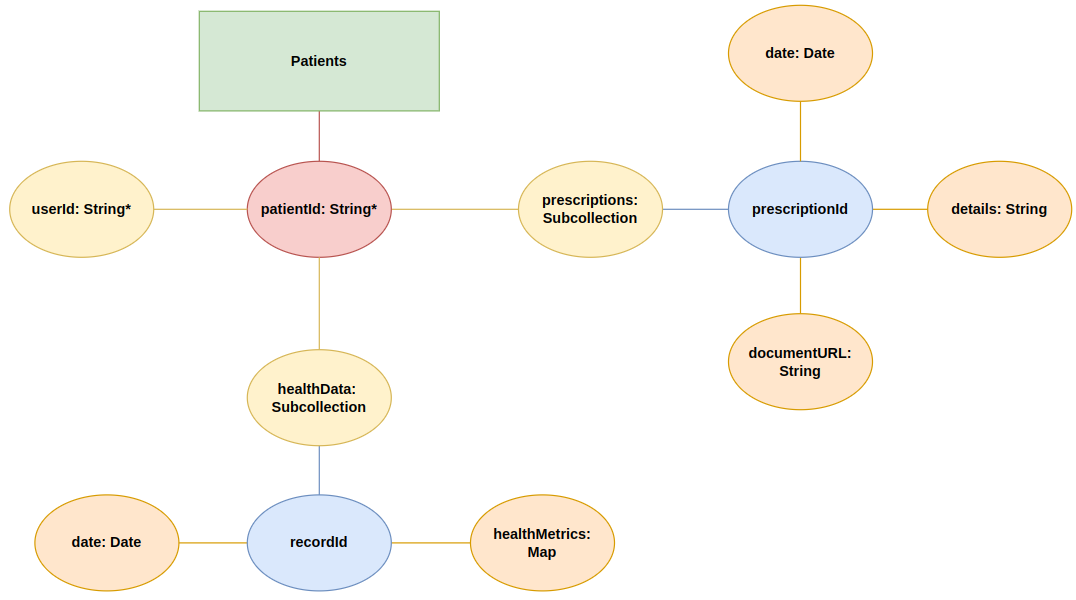 Patients
date: Date
userId: String*
patientId: String*
prescriptions:
Subcollection
prescriptionId
details: String
documentURL:
String
healthData:
Subcollection
date: Date
recordId
healthMetrics:
Map